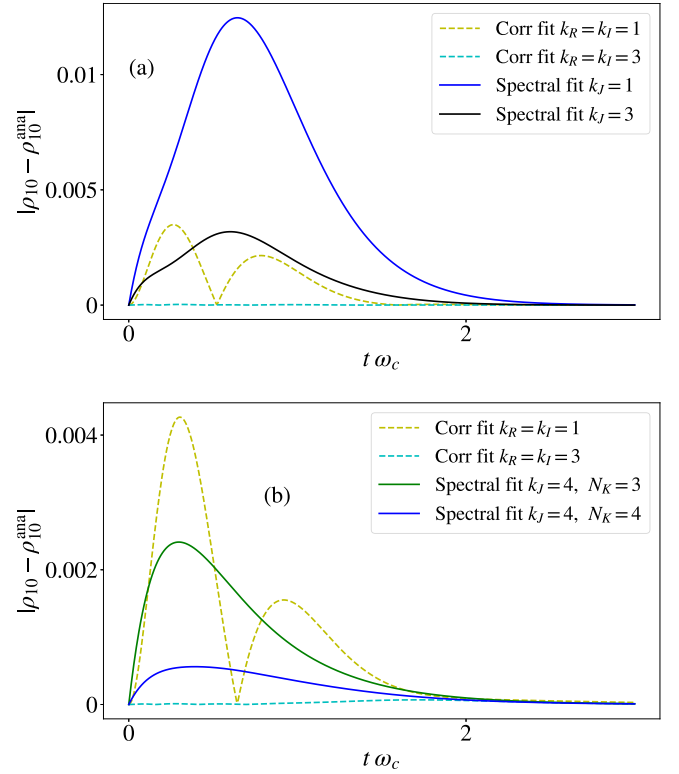 (a)
Corr fit k_R = k_I = 1
Corr fit k_R = k_I = 3
Spectral fit k_J = 1
Spectral fit k_J = 3
|ρ_10 − ρ_10^ana|
0.01
0.005
0
0
2
t ω_c
(b)
Corr fit k_R = k_I = 1
Corr fit k_R = k_I = 3
Spectral fit k_J = 4, N_K = 3
Spectral fit k_J = 4, N_K = 4
|ρ_10 − ρ_10^ana|
0.004
0.002
0
0
2
t ω_c